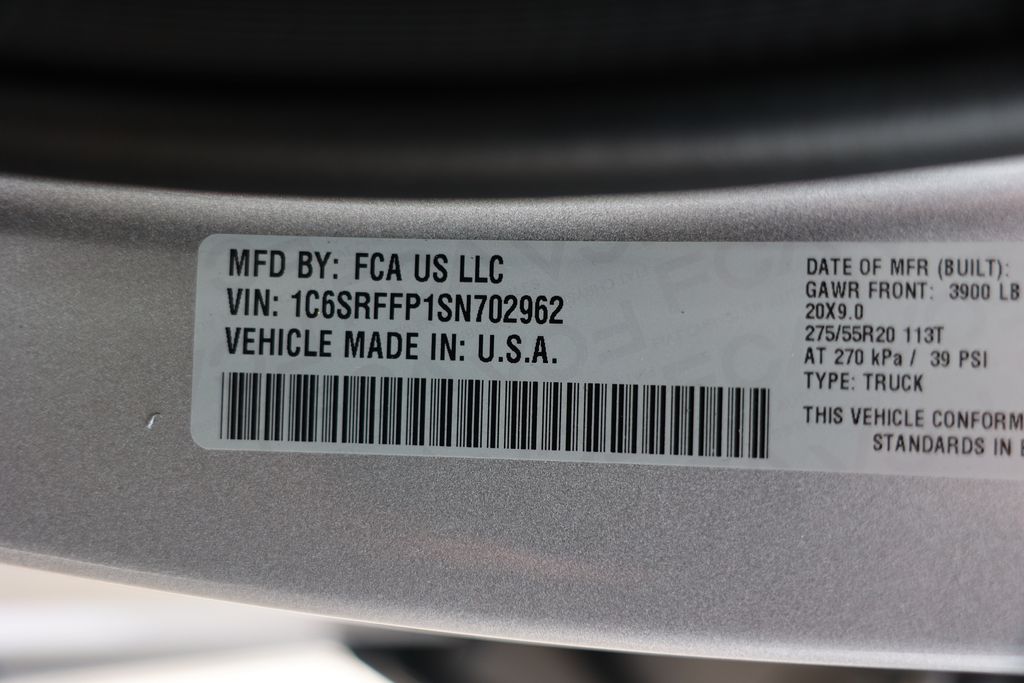 MFD BY: FCA US LLC
VIN: 1C6SRFFP1SN702962
VEHICLE MADE IN: U.S.A.
DATE OF MFR (BUILT):
GAWR FRONT: 3900 LB
20X9.0
275/55R20 113T
AT 270 kPa / 39 PSI
TYPE: TRUCK
THIS VEHICLE CONFORM
STANDARDS IN